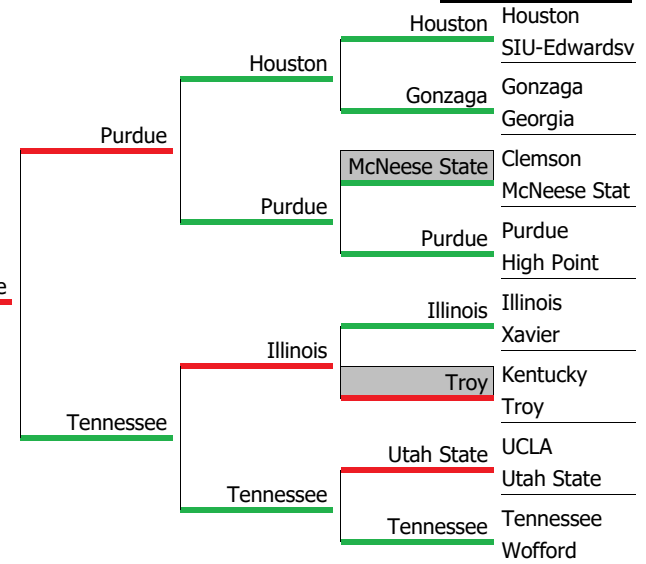 Houston
SIU-Edwardsv
Gonzaga
Georgia
Clemson
McNeese Stat
Purdue
High Point
Illinois
Xavier
Kentucky
Troy
UCLA
Utah State
Tennessee
Wofford
Houston
Gonzaga
McNeese State
Purdue
Illinois
Troy
Utah State
Tennessee
Houston
Purdue
Illinois
Tennessee
Purdue
Tennessee
e